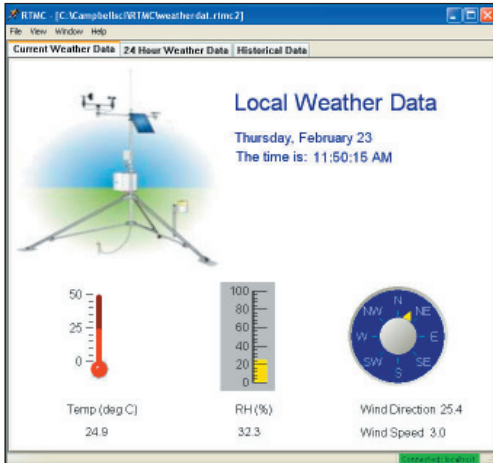 RTMC - [C:\Campbellsci\RTMC\weatherdat.rtmc2]
File View Window Help
Current Weather Data 24 Hour Weather Data Historical Data
Local Weather Data
Thursday, February 23
The time is: 11:50:15 AM
50
25
0
100
80
60
40
20
0
N
NE
E
SE
S
SW
W
NW
Temp (deg C)
24.9
RH (%)
32.3
Wind Direction 25.4
Wind Speed 3.0
Connected: localhost